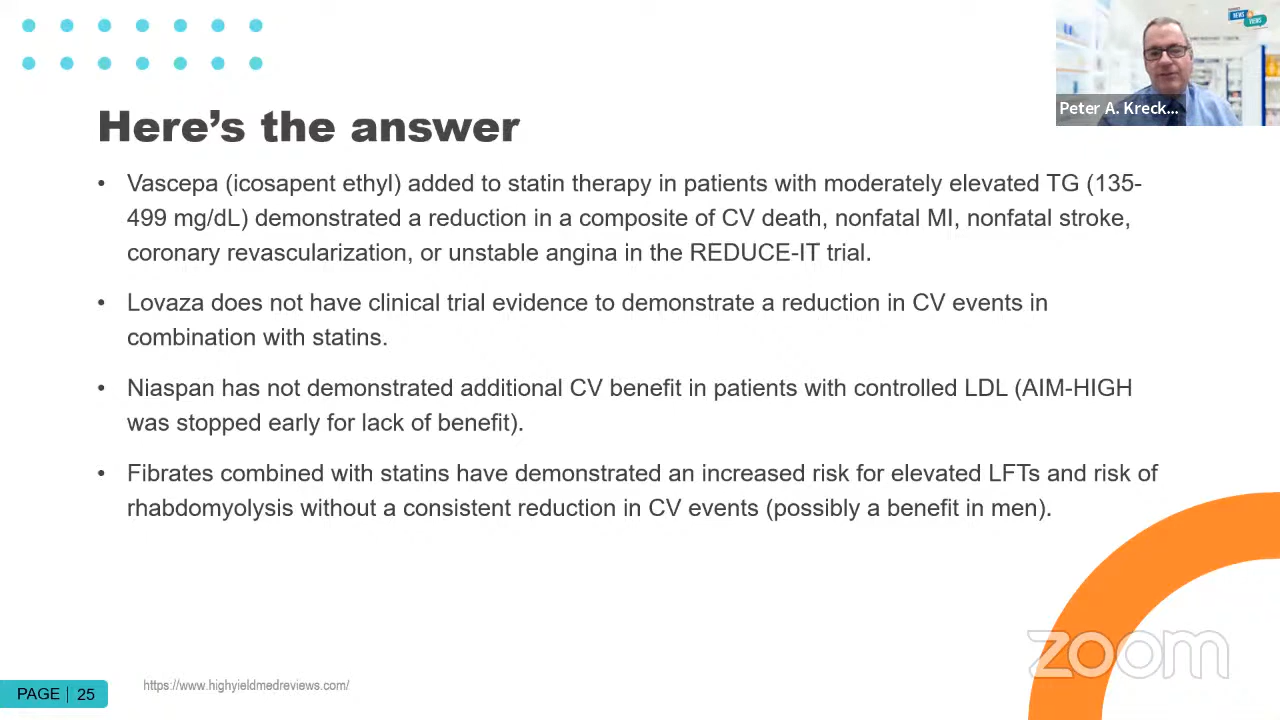 NEWS
VIEWS
Peter A. Kreck...
Here's the answer
• Vascepa (icosapent ethyl) added to statin therapy in patients with moderately elevated TG (135-
499 mg/dL) demonstrated a reduction in a composite of CV death, nonfatal MI, nonfatal stroke,
coronary revascularization, or unstable angina in the REDUCE-IT trial.
• Lovaza does not have clinical trial evidence to demonstrate a reduction in CV events in
combination with statins.
• Niaspan has not demonstrated additional CV benefit in patients with controlled LDL (AIM-HIGH
was stopped early for lack of benefit).
• Fibrates combined with statins have demonstrated an increased risk for elevated LFTs and risk of
rhabdomyolysis without a consistent reduction in CV events (possibly a benefit in men).
zoom
https://www.highyieldmedreviews.com/
PAGE | 25